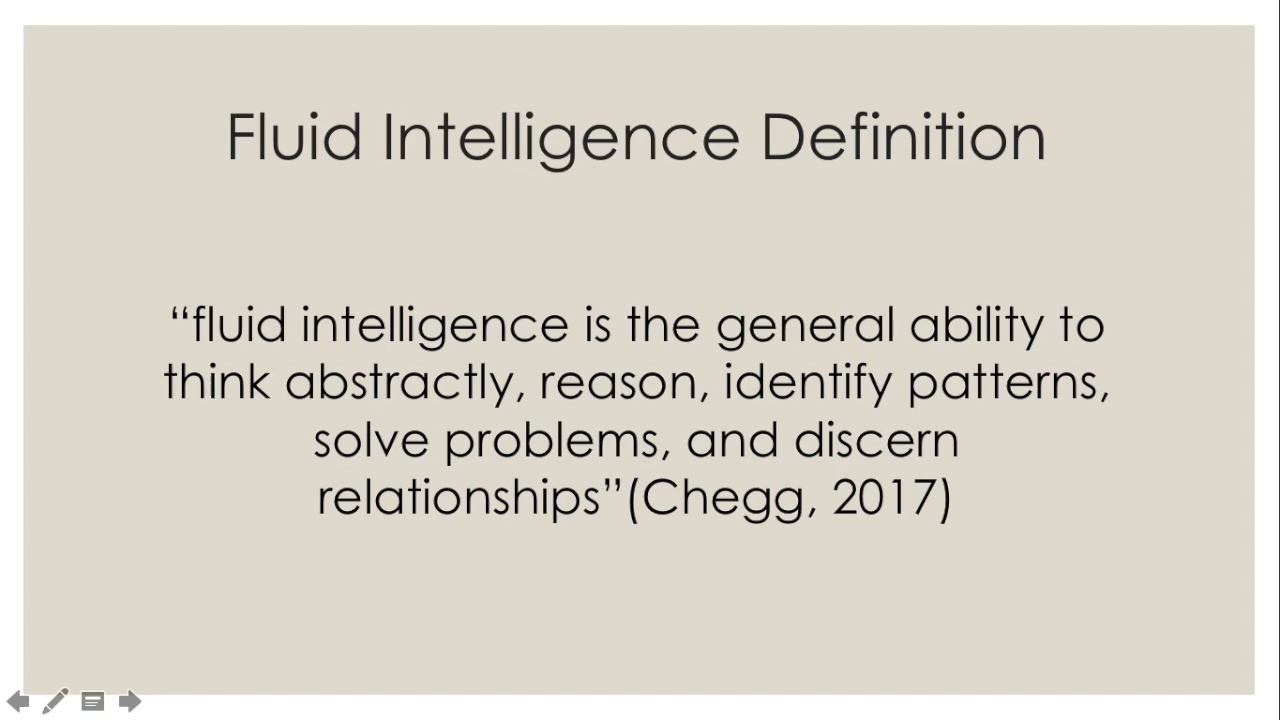 Fluid Intelligence Definition
“fluid intelligence is the general ability to
think abstractly, reason, identify patterns,
solve problems, and discern
relationships”(Chegg, 2017)